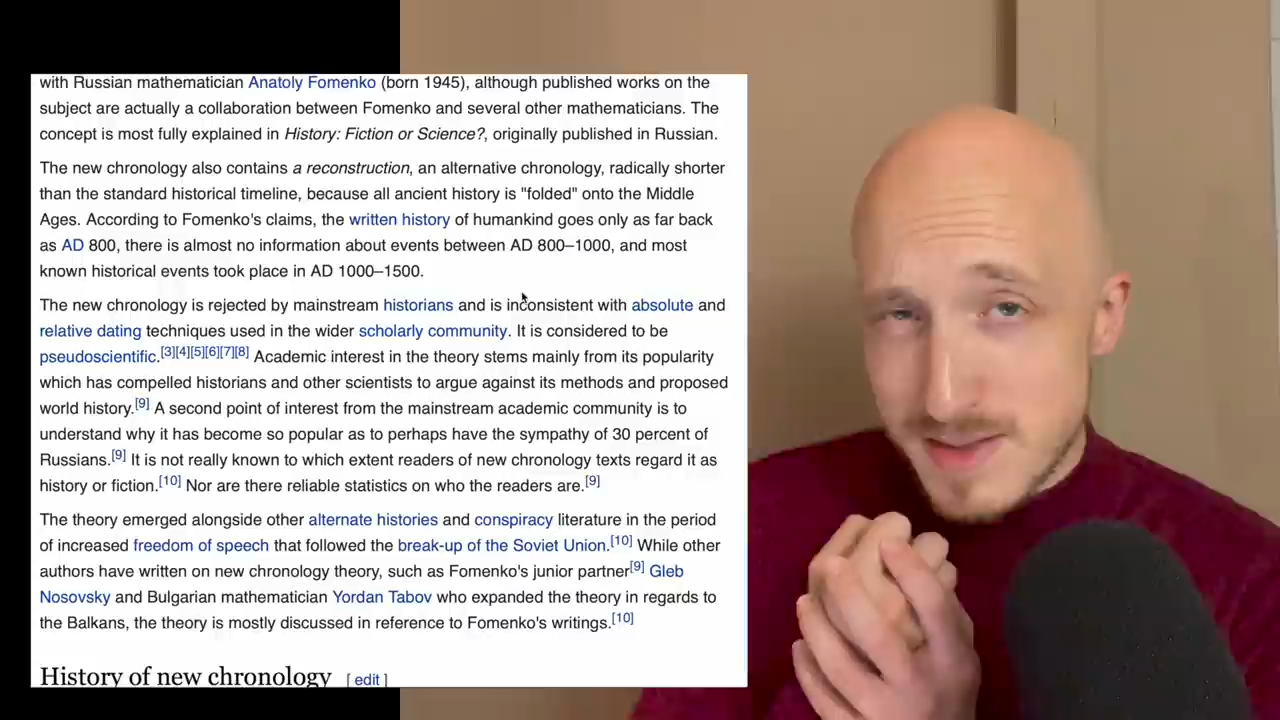 with Russian mathematician Anatoly Fomenko (born 1945), although published works on the
subject are actually a collaboration between Fomenko and several other mathematicians. The
concept is most fully explained in History: Fiction or Science?, originally published in Russian.
The new chronology also contains a reconstruction, an alternative chronology, radically shorter
than the standard historical timeline, because all ancient history is "folded" onto the Middle
Ages. According to Fomenko's claims, the written history of humankind goes only as far back
as AD 800, there is almost no information about events between AD 800–1000, and most
known historical events took place in AD 1000–1500.
The new chronology is rejected by mainstream historians and is inconsistent with absolute and
relative dating techniques used in the wider scholarly community. It is considered to be
pseudoscientific.[3][4][5][6][7][8] Academic interest in the theory stems mainly from its popularity
which has compelled historians and other scientists to argue against its methods and proposed
world history.[9] A second point of interest from the mainstream academic community is to
understand why it has become so popular as to perhaps have the sympathy of 30 percent of
Russians.[9] It is not really known to which extent readers of new chronology texts regard it as
history or fiction.[10] Nor are there reliable statistics on who the readers are.[9]
The theory emerged alongside other alternate histories and conspiracy literature in the period
of increased freedom of speech that followed the break-up of the Soviet Union.[10] While other
authors have written on new chronology theory, such as Fomenko's junior partner[9] Gleb
Nosovsky and Bulgarian mathematician Yordan Tabov who expanded the theory in regards to
the Balkans, the theory is mostly discussed in reference to Fomenko's writings.[10]
History of new chronology [ edit ]